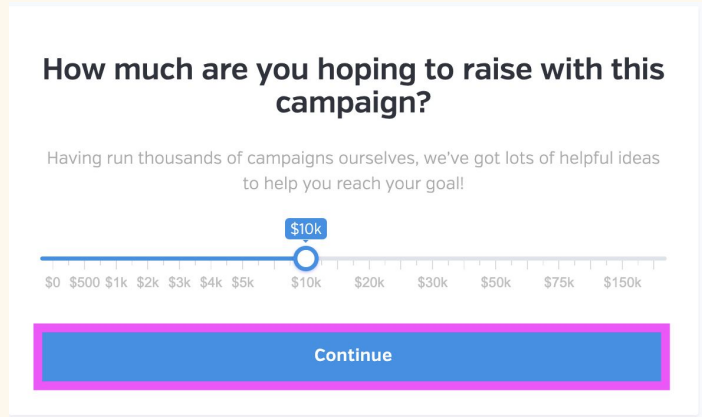 How much are you hoping to raise with this
campaign?
Having run thousands of campaigns ourselves, we've got lots of helpful ideas
to help you reach your goal!
$10k
$0 $500 $1k $2k $3k $4k $5k $10k $20k $30k $50k $75k $150k
Continue